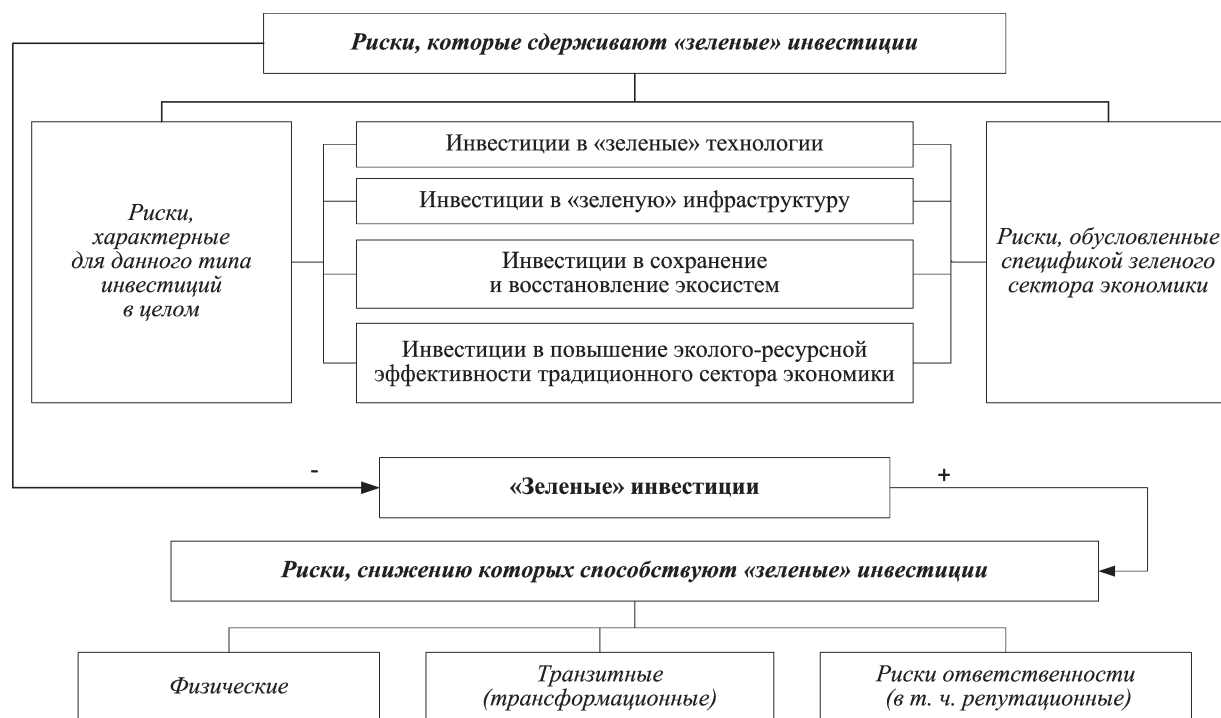 Риски, которые сдерживают «зеленые» инвестиции
Риски,
характерные
для данного типа
инвестиций
в целом
Инвестиции в «зеленые» технологии
Инвестиции в «зеленую» инфраструктуру
Инвестиции в сохранение
и восстановление экосистем
Инвестиции в повышение эколого-ресурсной
эффективности традиционного сектора экономики
Риски, обусловленные
спецификой зеленого
сектора экономики
-
«Зеленые» инвестиции
+
Риски, снижению которых способствуют «зеленые» инвестиции
Физические
Транзитные
(трансформационные)
Риски ответственности
(в т. ч. репутационные)